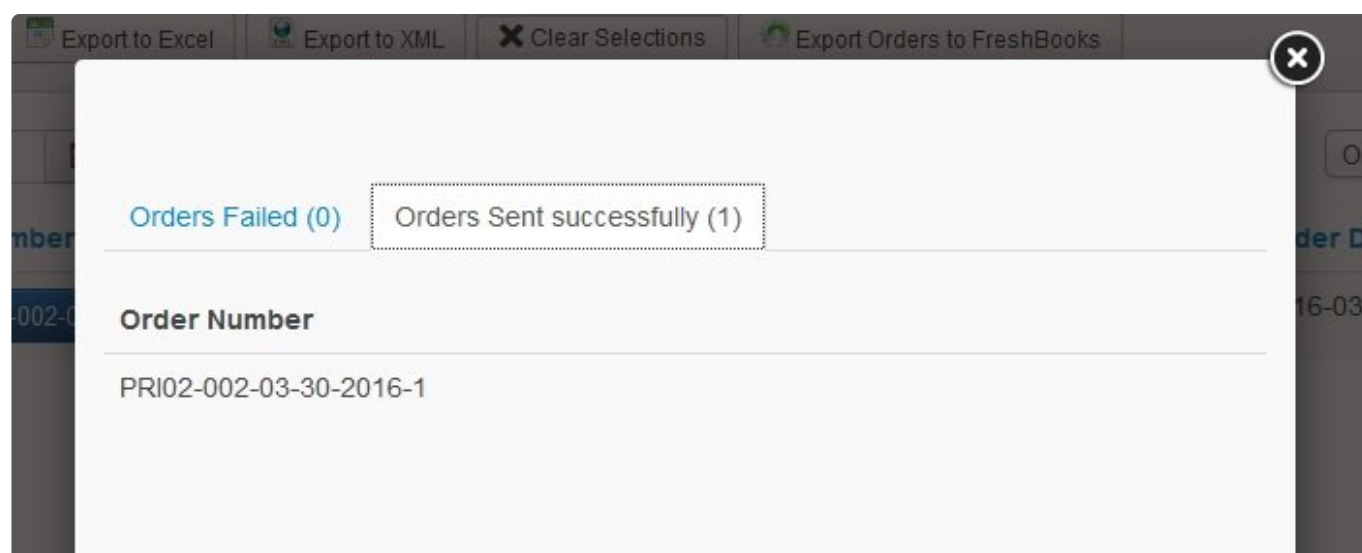 Export to Excel Export to XML Clear Selections Export Orders to FreshBooks
Orders Failed (0) Orders Sent successfully (1)
Order Number
PRI02-002-03-30-2016-1